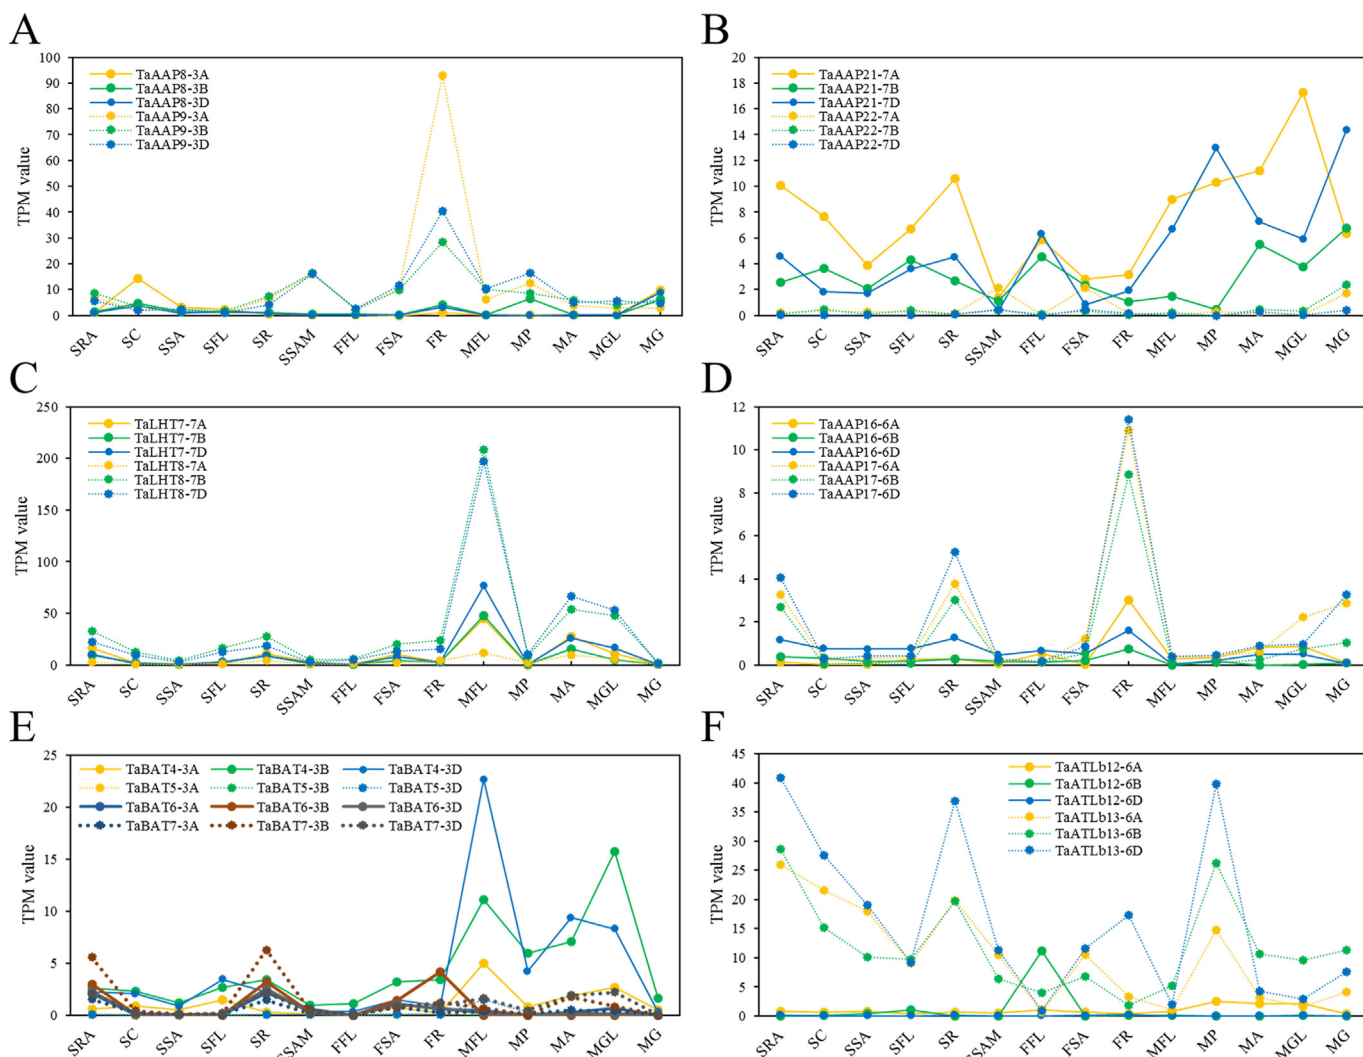 A
TPM value
100
90
80
70
60
50
40
30
20
10
0
TaAAP8-3A
TaAAP8-3B
TaAAP8-3D
TaAAP9-3A
TaAAP9-3B
TaAAP9-3D
SRA SC SSA SFL SR SSAM FFL FSA FR MFL MP MA MGL MG
B
TPM value
20
18
16
14
12
10
8
6
4
2
0
TaAAP21-7A
TaAAP21-7B
TaAAP21-7D
TaAAP22-7A
TaAAP22-7B
TaAAP22-7D
SRA SC SSA SFL SR SSAM FFL FSA FR MFL MP MA MGL MG
C
TPM value
250
200
150
100
50
0
TaLHT7-7A
TaLHT7-7B
TaLHT7-7D
TaLHT8-7A
TaLHT8-7B
TaLHT8-7D
SRA SC SSA SFL SR SSAM FFL FSA FR MFL MP MA MGL MG
D
TPM value
12
10
8
6
4
2
0
TaAAP16-6A
TaAAP16-6B
TaAAP16-6D
TaAAP17-6A
TaAAP17-6B
TaAAP17-6D
SRA SC SSA SFL SR SSAM FFL FSA FR MFL MP MA MGL MG
E
TPM value
25
20
15
10
5
0
TaBAT4-3A TaBAT4-3B TaBAT4-3D
TaBAT5-3A TaBAT5-3B TaBAT5-3D
TaBAT6-3A TaBAT6-3B TaBAT6-3D
TaBAT7-3A TaBAT7-3B TaBAT7-3D
SRA SC SSA SFL SR SSAM FFL FSA FR MFL MP MA MGL MG
F
TPM value
45
40
35
30
25
20
15
10
5
0
TaATLb12-6A
TaATLb12-6B
TaATLb12-6D
TaATLb13-6A
TaATLb13-6B
TaATLb13-6D
SRA SC SSA SFL SR SSAM FFL FSA FR MFL MP MA MGL MG